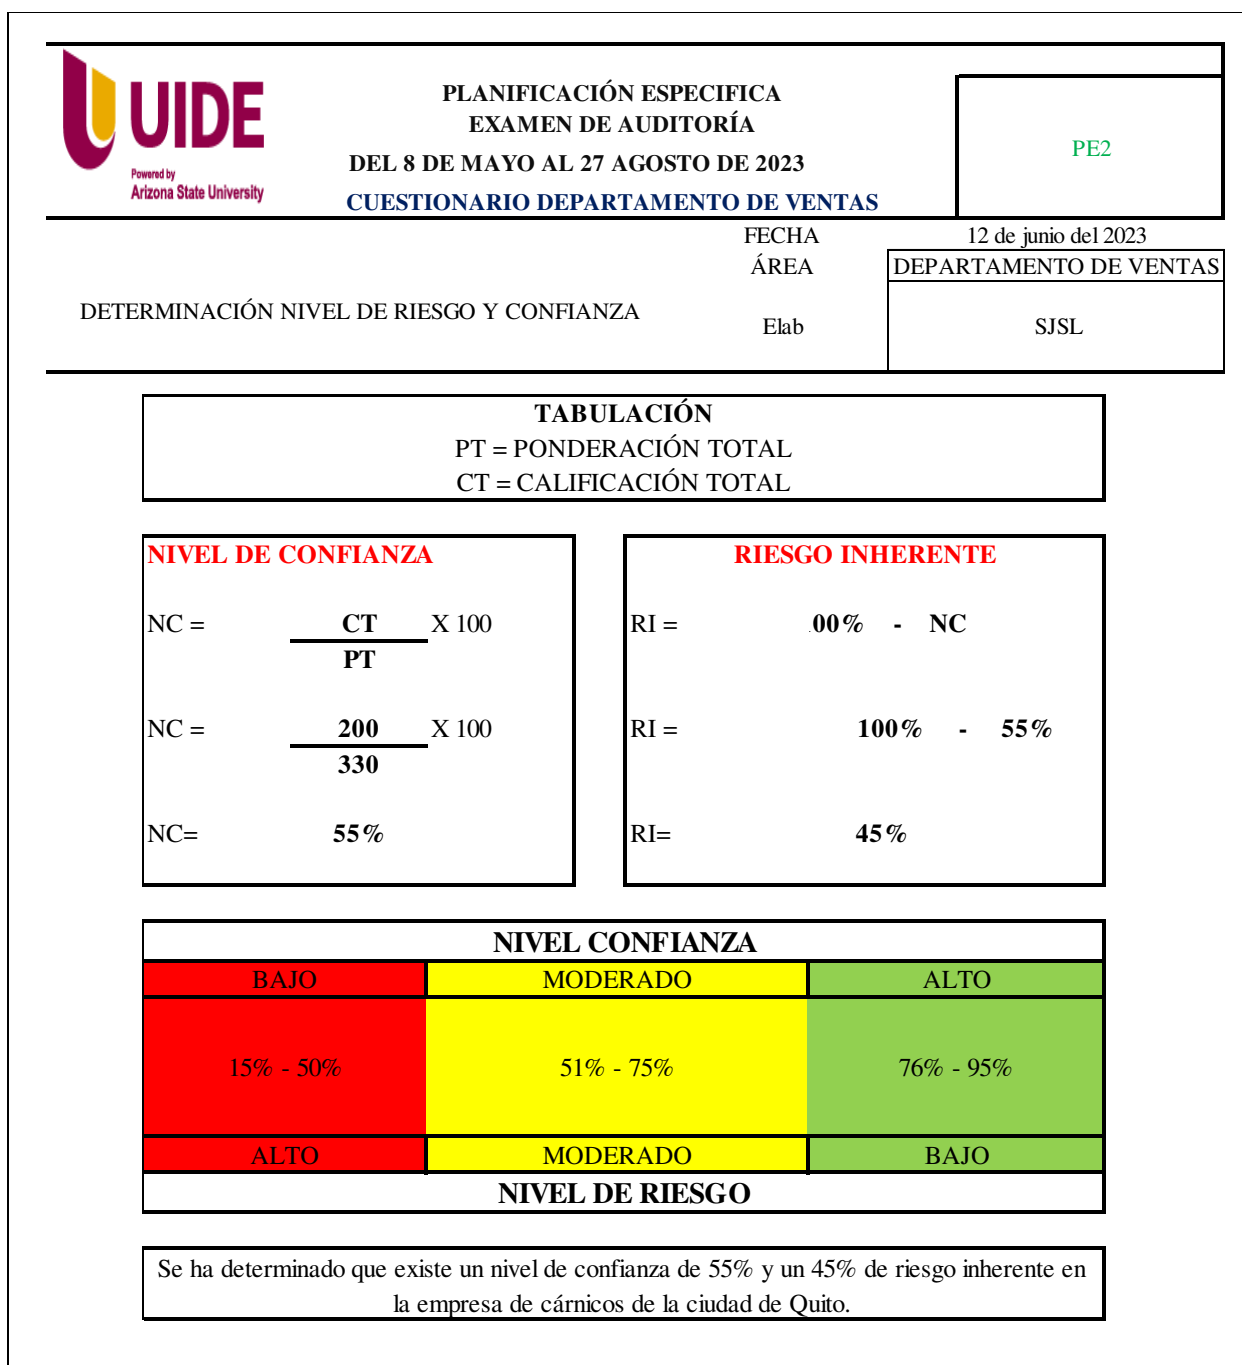 UIDE
Powered by
Arizona State University
PLANIFICACIÓN ESPECIFICA
EXAMEN DE AUDITORÍA
DEL 8 DE MAYO AL 27 AGOSTO DE 2023
CUESTIONARIO DEPARTAMENTO DE VENTAS
PE2
FECHA 12 de junio del 2023
ÁREA DEPARTAMENTO DE VENTAS
DETERMINACIÓN NIVEL DE RIESGO Y CONFIANZA
Elab SJSL
TABULACIÓN
PT = PONDERACIÓN TOTAL
CT = CALIFICACIÓN TOTAL
NIVEL DE CONFIANZA
NC = CT X 100
PT
NC = 200 X 100
330
NC= 55%
RIESGO INHERENTE
RI = 00% - NC
RI = 100% - 55%
RI= 45%
NIVEL CONFIANZA
BAJO MODERADO ALTO
15% - 50% 51% - 75% 76% - 95%
ALTO MODERADO BAJO
NIVEL DE RIESGO
Se ha determinado que existe un nivel de confianza de 55% y un 45% de riesgo inherente en
la empresa de cárnicos de la ciudad de Quito.